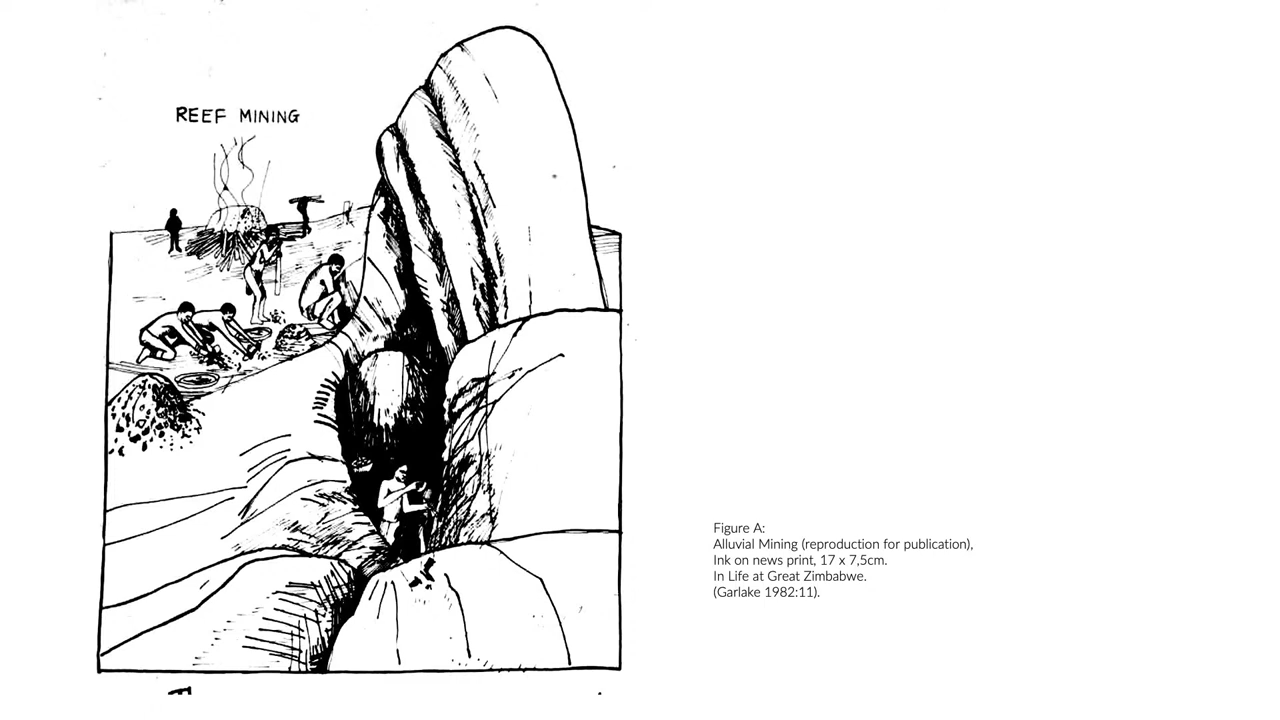 REEF MINING
Figure A:
Alluvial Mining (reproduction for publication),
Ink on news print, 17 x 7,5cm.
In Life at Great Zimbabwe.
(Garlake 1982:11).